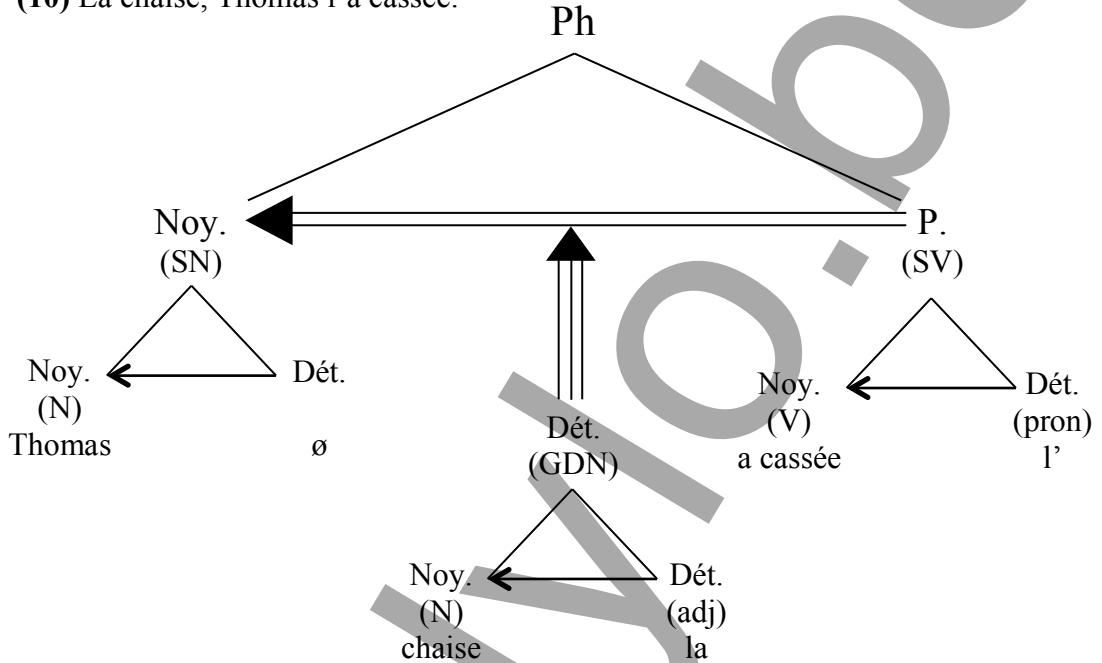 (10) La chaise, Thomas l'a cassée.
Ph
Noy.
(SN)
P.
(SV)
Noy.
(N)
Thomas
Dét.
ø
Dét.
(GDN)
Noy.
(V)
a cassée
Dét.
(pron)
l'
Noy.
(N)
chaise
Dét.
(adj)
la